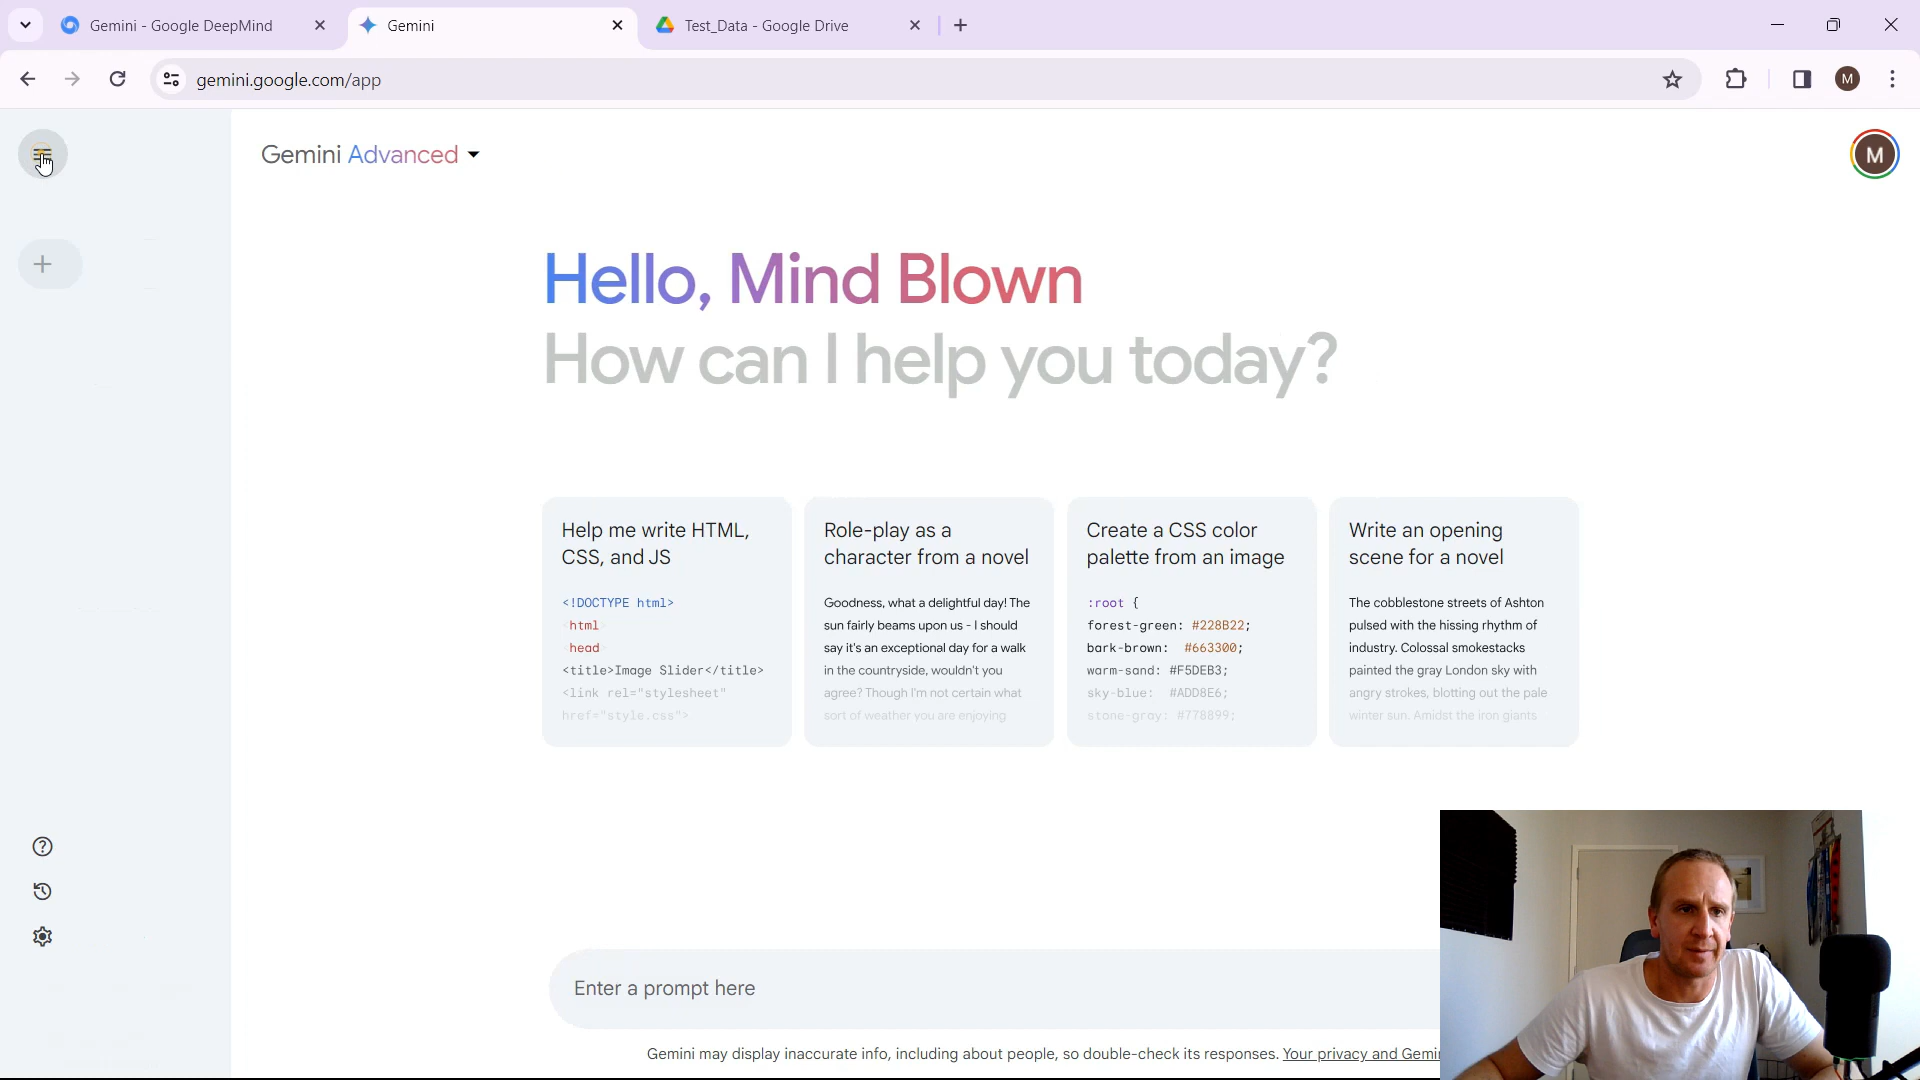 Gemini - Google DeepMind
Gemini
Test_Data - Google Drive
gemini.google.com/app
M
Gemini Advanced
M
Hello, Mind Blown
How can I help you today?
Help me write HTML,
CSS, and JS
<!DOCTYPE html>
html
head
<title>Image Slider</title>
<link rel="stylesheet"
href="style.css">
Role-play as a
character from a novel
Goodness, what a delightful day! The
sun fairly beams upon us - I should
say it's an exceptional day for a walk
in the countryside, wouldn't you
agree? Though I'm not certain what
sort of weather you are enjoying
Create a CSS color
palette from an image
:root {
forest-green: #228B22;
bark-brown: #663300;
warm-sand: #F5DEB3;
sky-blue: #ADD8E6;
stone-gray: #778899;
Write an opening
scene for a novel
The cobblestone streets of Ashton
pulsed with the hissing rhythm of
industry. Colossal smokestacks
painted the gray London sky with
angry strokes, blotting out the pale
winter sun. Amidst the iron giants
Enter a prompt here
Gemini may display inaccurate info, including about people, so double-check its responses. Your privacy and Gemi